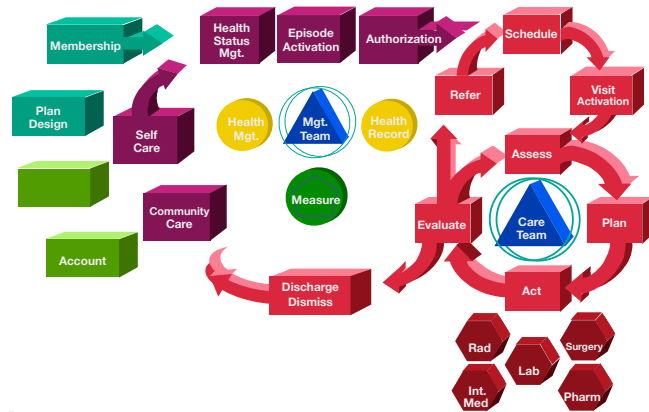 Membership
Health
Status
Mgt.
Episode
Activation
Authorization
Schedule
Refer
Visit
Activation
Plan
Design
Self
Care
Health
Mgt.
Mgt.
Team
Health
Record
Assess
Measure
Community
Care
Evaluate
Care
Team
Plan
Account
Discharge
Dismiss
Act
Rad
Surgery
Lab
Int.
Med
Pharm